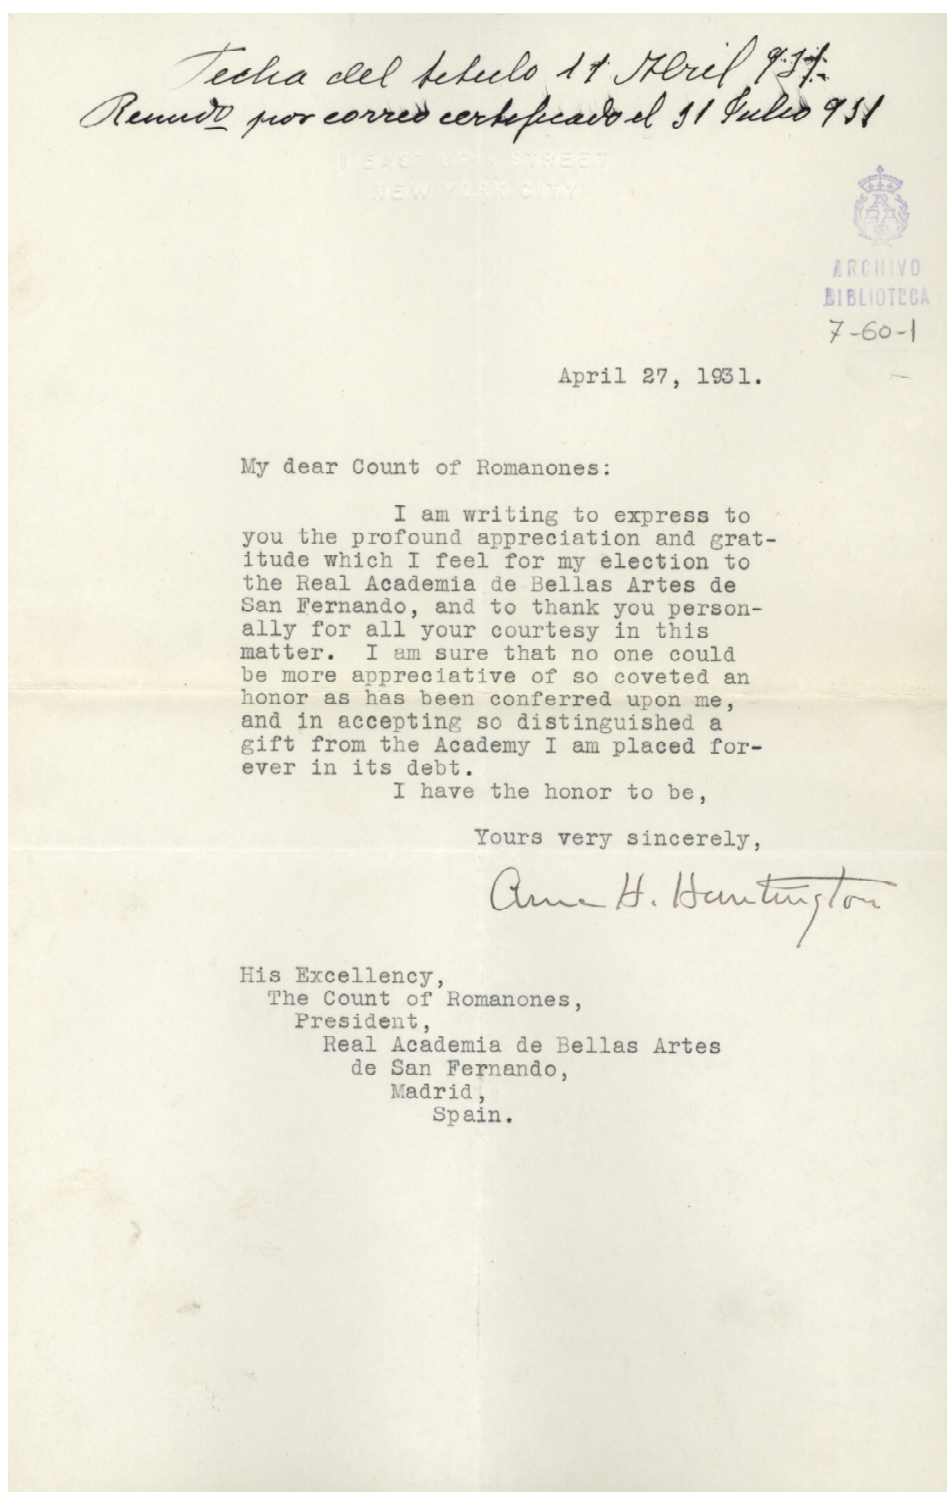 Fecha del titulo 11 Abril 931.
por correo certificado el 31 Julio 931
EAST STREET
NEW YORK CITY
ARCHIVO
BIBLIOTECA
7-60-1
April 27, 1931.
My dear Count of Romanones:
I am writing to express to
you the profound appreciation and grat-
itude which I feel for my election to
the Real Academia de Bellas Artes de
San Fernando, and to thank you person-
ally for all your courtesy in this
matter. I am sure that no one could
be more appreciative of so coveted an
honor as has been conferred upon me,
and in accepting so distinguished a
gift from the Academy I am placed for-
ever in its debt.
I have the honor to be,
Yours very sincerely,
Anna H. Huntington
His Excellency,
The Count of Romanones,
President,
Real Academia de Bellas Artes
de San Fernando,
Madrid,
Spain.